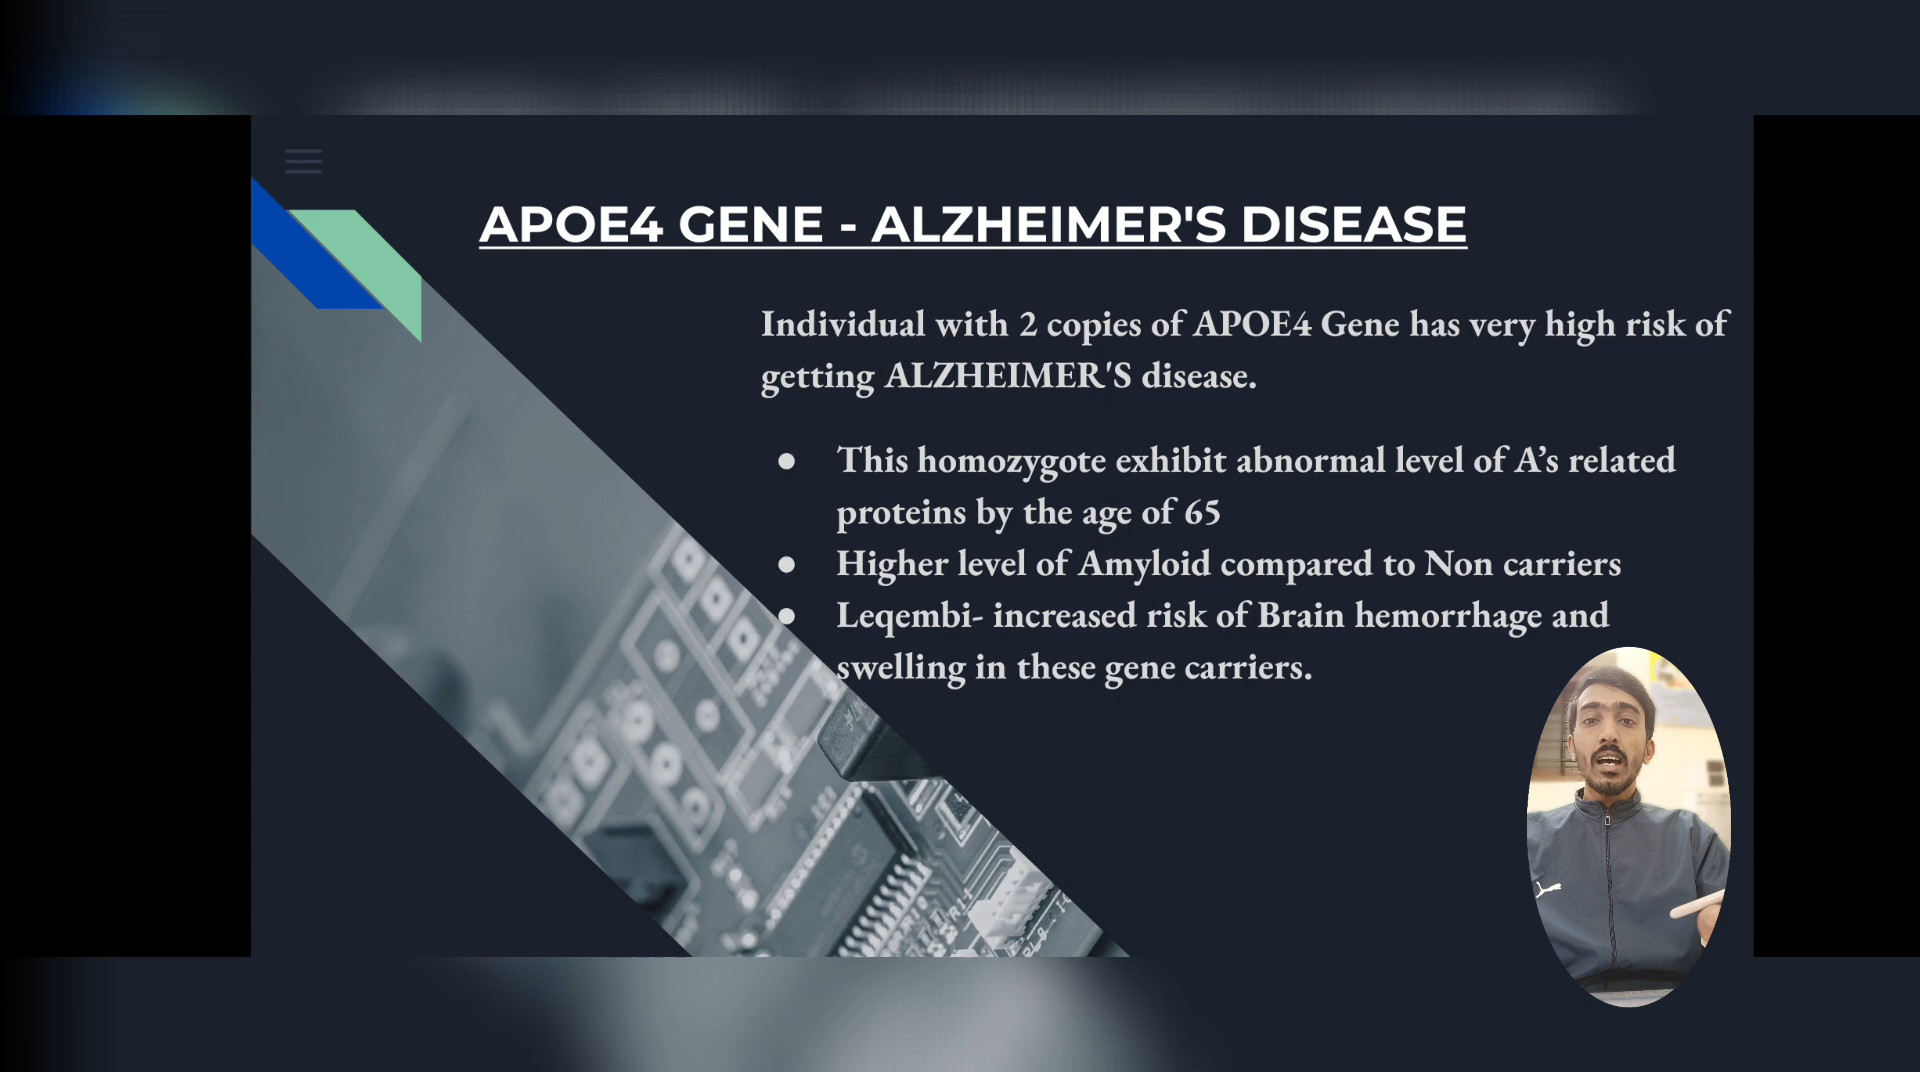 APOE4 GENE - ALZHEIMER'S DISEASE
Individual with 2 copies of APOE4 Gene has very high risk of
getting ALZHEIMER'S disease.
● This homozygote exhibit abnormal level of A’s related
proteins by the age of 65
● Higher level of Amyloid compared to Non carriers
● Leqembi- increased risk of Brain hemorrhage and
swelling in these gene carriers.